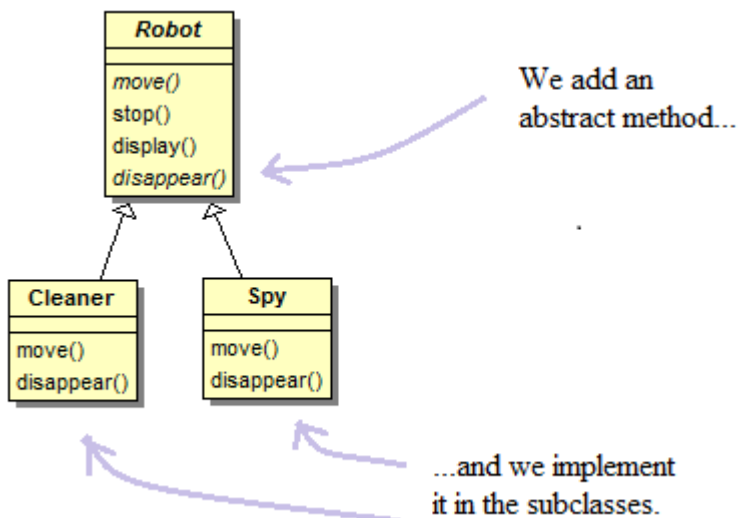 Robot
move()
stop()
display()
disappear()
We add an
abstract method...
Cleaner
move()
disappear()
Spy
move()
disappear()
...and we implement
it in the subclasses.